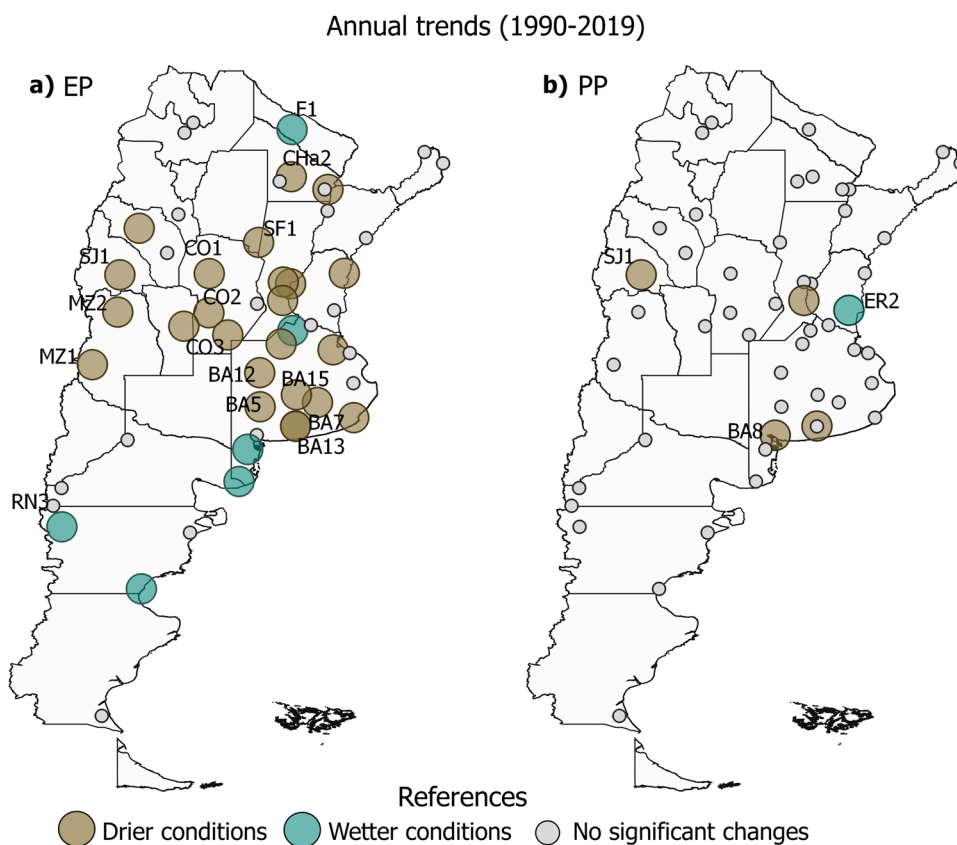 Annual trends (1990-2019)
a) EP
b) PP
F1
CHa2
SF1
CO1
SJ1
CO2
MZ2
CO3
MZ1
BA12
BA15
BA5
BA7
BA13
RN3
SJ1
ER2
BA8
References
Drier conditions
Wetter conditions
No significant changes